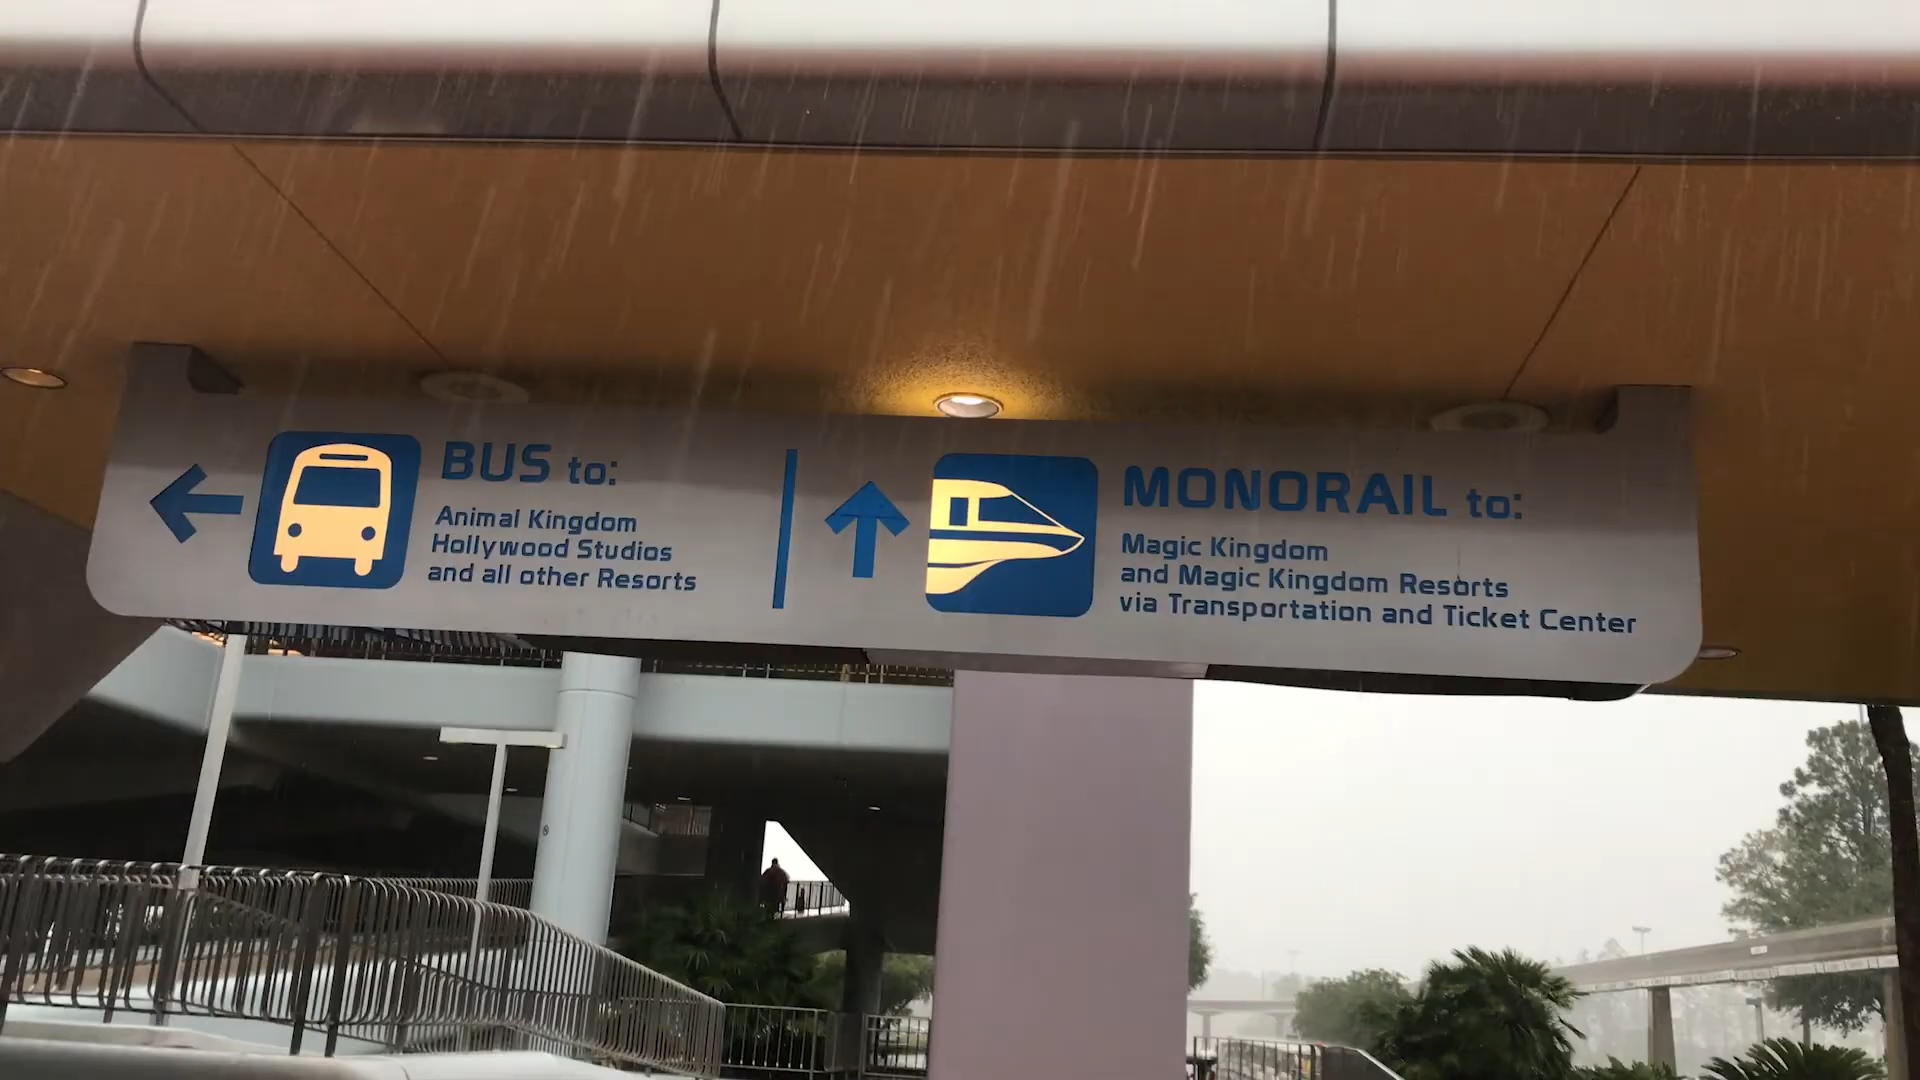 BUS to:
Animal Kingdom
Hollywood Studios
and all other Resorts
MONORAIL to:
Magic Kingdom
and Magic Kingdom Resorts
via Transportation and Ticket Center